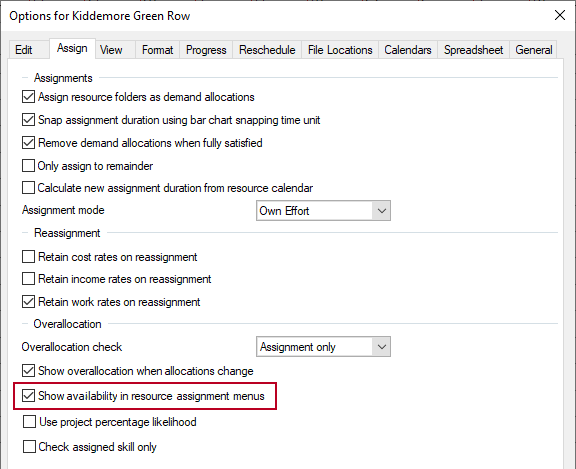 Options for Kiddemore Green Row
Edit Assign View Format Progress Reschedule File Locations Calendars Spreadsheet General
Assignments
Assign resource folders as demand allocations
Snap assignment duration using bar chart snapping time unit
Remove demand allocations when fully satisfied
Only assign to remainder
Calculate new assignment duration from resource calendar
Assignment mode Own Effort
Reassignment
Retain cost rates on reassignment
Retain income rates on reassignment
Retain work rates on reassignment
Overallocation
Overallocation check Assignment only
Show overallocation when allocations change
Show availability in resource assignment menus
Use project percentage likelihood
Check assigned skill only